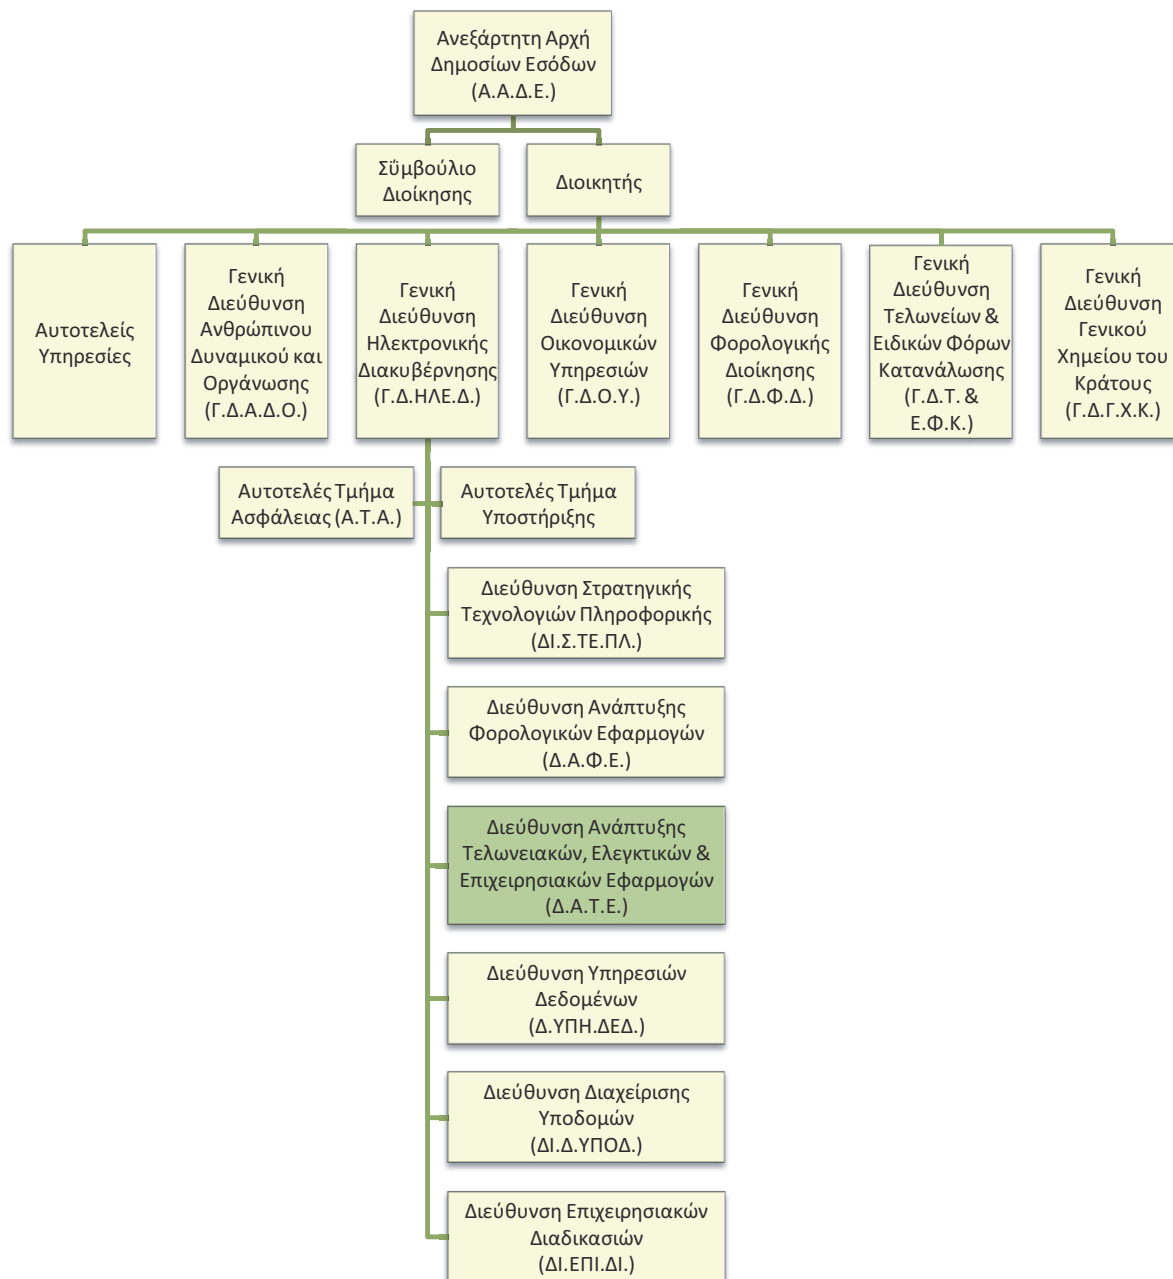 Ανεξάρτητη Αρχή
Δημοσίων Εσόδων
(Α.Α.Δ.Ε.)
Σΰμβούλιο
Διοίκησης
Διοικητής
Αυτοτελείς
Υπηρεσίες
Γενική
Διεύθυνση
Ανθρώπινου
Δυναμικού και
Οργάνωσης
(Γ.Δ.Α.Δ.Ο.)
Γενική
Διεύθυνση
Ηλεκτρονικής
Διακυβέρνησης
(Γ.Δ.ΗΛΕ.Δ.)
Γενική
Διεύθυνση
Οικονομικών
Υπηρεσιών
(Γ.Δ.Ο.Υ.)
Γενική
Διεύθυνση
Φορολογικής
Διοίκησης
(Γ.Δ.Φ.Δ.)
Γενική
Διεύθυνση
Τελωνείων &
Ειδικών Φόρων
Κατανάλωσης
(Γ.Δ.Τ. &
Ε.Φ.Κ.)
Γενική
Διεύθυνση
Γενικού
Χημείου του
Κράτους
(Γ.Δ.Γ.Χ.Κ.)
Αυτοτελές Τμήμα
Ασφάλειας (Α.Τ.Α.)
Αυτοτελές Τμήμα
Υποστήριξης
Διεύθυνση Στρατηγικής
Τεχνολογιών Πληροφορικής
(ΔΙ.Σ.ΤΕ.ΠΛ.)
Διεύθυνση Ανάπτυξης
Φορολογικών Εφαρμογών
(Δ.Α.Φ.Ε.)
Διεύθυνση Ανάπτυξης
Τελωνειακών, Ελεγκτικών &
Επιχειρησιακών Εφαρμογών
(Δ.Α.Τ.Ε.)
Διεύθυνση Υπηρεσιών
Δεδομένων
(Δ.ΥΠΗ.ΔΕΔ.)
Διεύθυνση Διαχείρισης
Υποδομών
(ΔΙ.Δ.ΥΠΟΔ.)
Διεύθυνση Επιχειρησιακών
Διαδικασιών
(ΔΙ.ΕΠΙ.ΔΙ.)